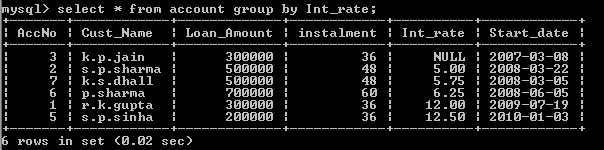 mysql> select * from account group by Int_rate;
+-------+------------+-------------+-----------+----------+------------+
| AccNo | Cust_Name | Loan_Amount | instalment | Int_rate | Start_date |
+-------+------------+-------------+-----------+----------+------------+
| 3 | k.p.jain | 300000 | 36 | NULL | 2007-03-08 |
| 2 | s.p.sharma | 500000 | 48 | 5.00 | 2008-03-22 |
| 7 | k.s.dhall | 500000 | 48 | 5.75 | 2008-03-05 |
| 6 | p.sharma | 700000 | 60 | 6.25 | 2008-06-05 |
| 1 | r.k.gupta | 300000 | 36 | 12.00 | 2009-07-19 |
| 5 | s.p.sinha | 200000 | 36 | 12.50 | 2010-01-03 |
+-------+------------+-------------+-----------+----------+------------+
6 rows in set (0.02 sec)